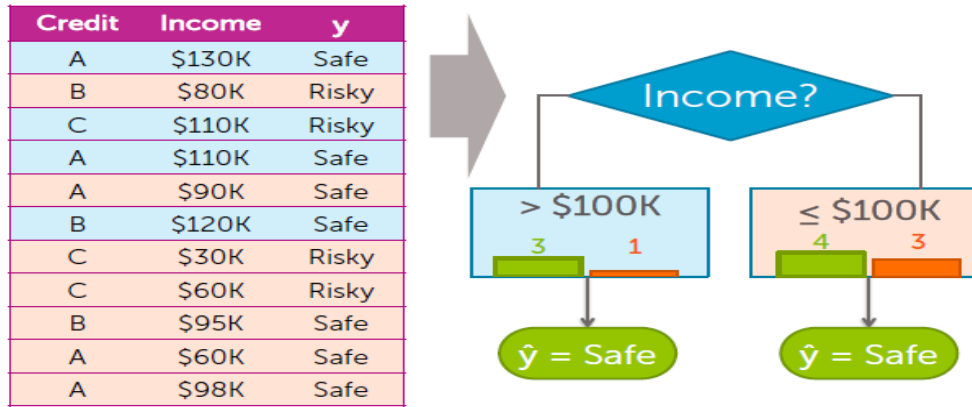 Credit Income y
A $130K Safe
B $80K Risky
C $110K Risky
A $110K Safe
A $90K Safe
B $120K Safe
C $30K Risky
C $60K Risky
B $95K Safe
A $60K Safe
A $98K Safe
Income?
> $100K
3 1
ŷ = Safe
≤ $100K
4 3
ŷ = Safe